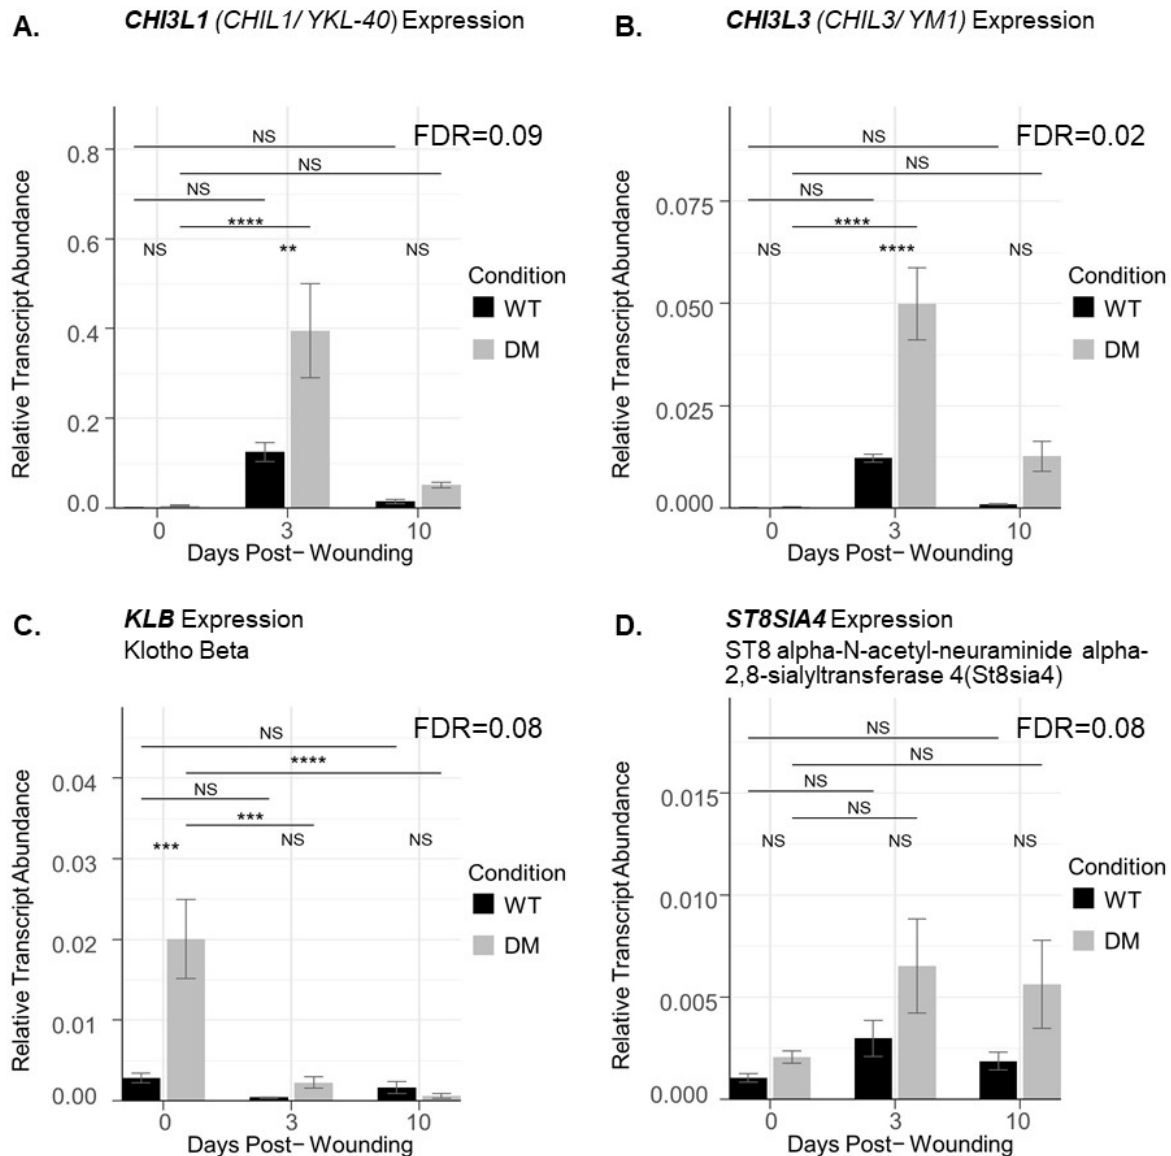 A.
CHI3L1 (CHIL1/ YKL-40) Expression
FDR=0.09
NS
NS
NS
****
NS
**
NS
Relative Transcript Abundance
0.8
0.6
0.4
0.2
0.0
0
3
10
Days Post− Wounding
Condition
WT
DM
B.
CHI3L3 (CHIL3/ YM1) Expression
FDR=0.02
NS
NS
NS
****
NS
****
NS
Relative Transcript Abundance
0.075
0.050
0.025
0.000
0
3
10
Days Post− Wounding
Condition
WT
DM
C.
KLB Expression
Klotho Beta
FDR=0.08
NS
****
NS
***
***
NS
NS
Relative Transcript Abundance
0.04
0.03
0.02
0.01
0.00
0
3
10
Days Post− Wounding
Condition
WT
DM
D.
ST8SIA4 Expression
ST8 alpha-N-acetyl-neuraminide alpha-
2,8-sialyltransferase 4(St8sia4)
FDR=0.08
NS
NS
NS
NS
NS
NS
NS
Relative Transcript Abundance
0.015
0.010
0.005
0.000
0
3
10
Days Post− Wounding
Condition
WT
DM